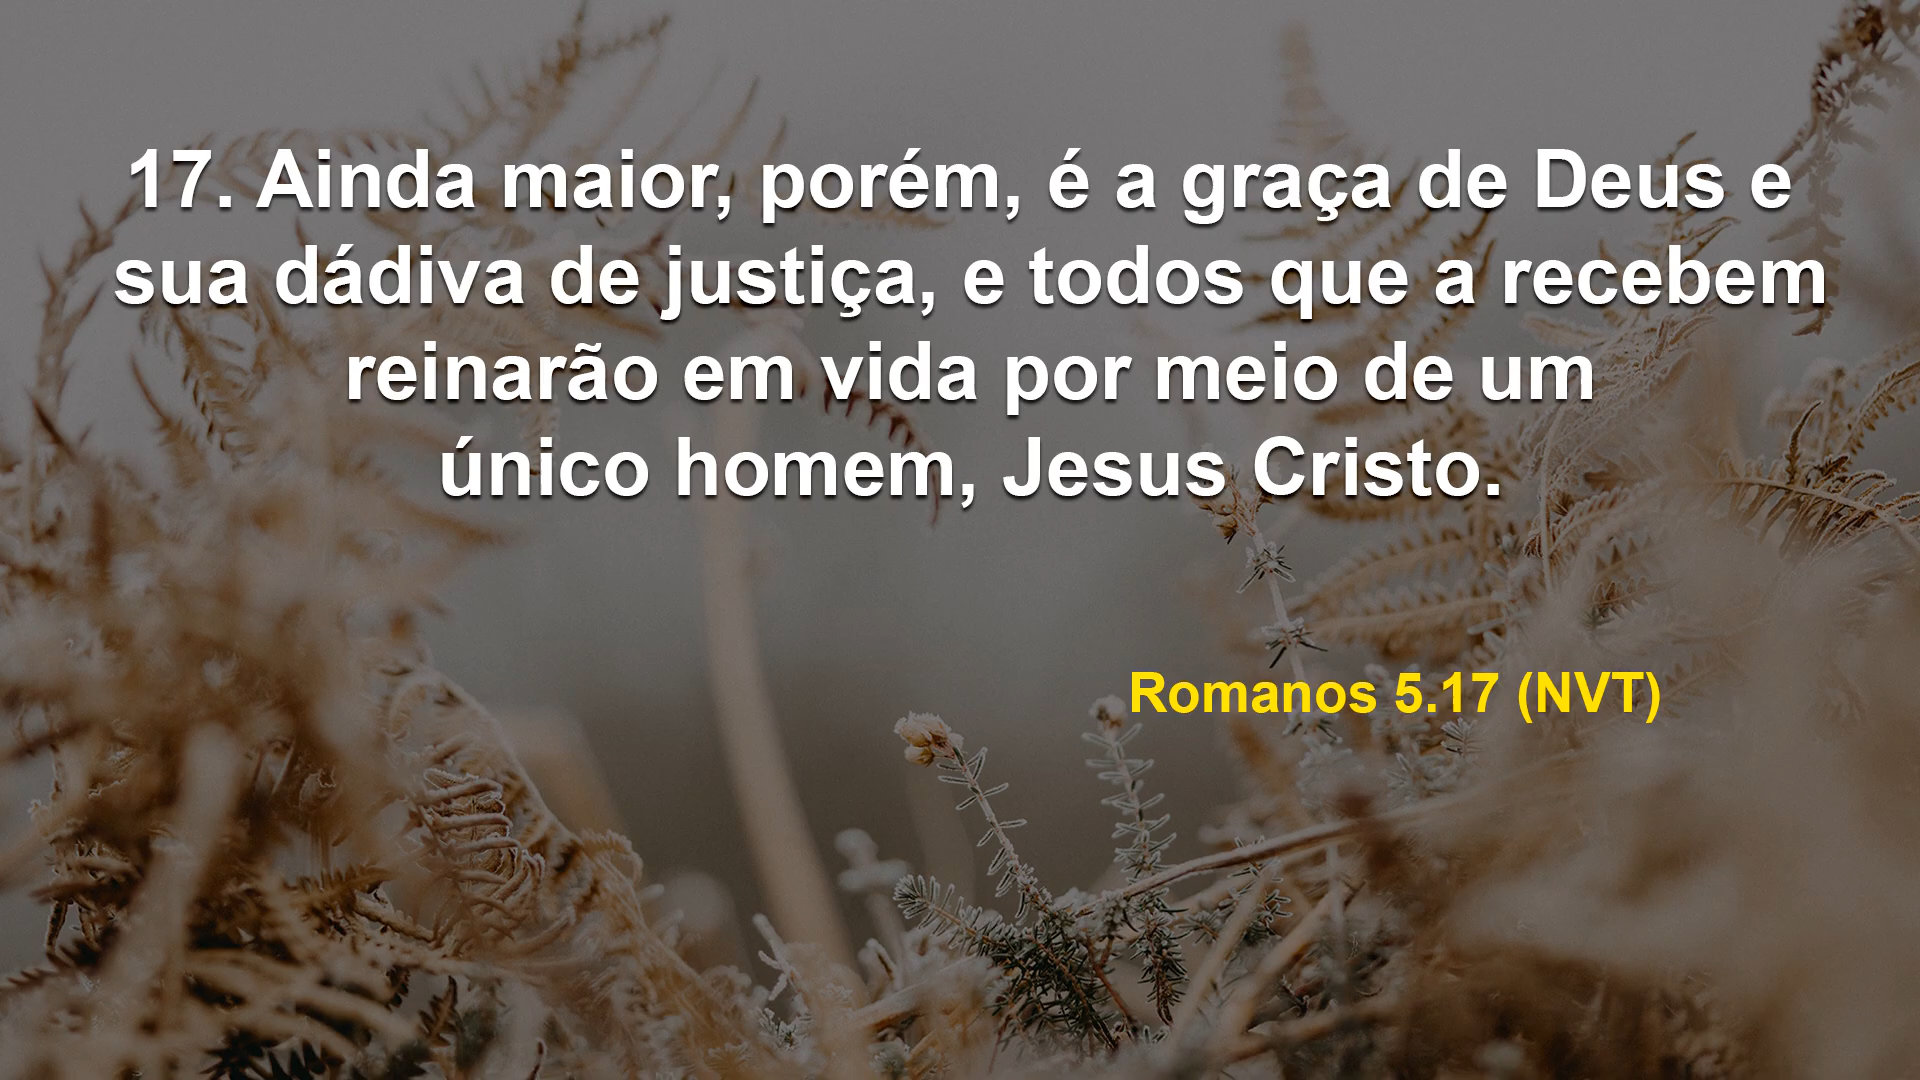 17. Ainda maior, porém, é a graça de Deus e
sua dádiva de justiça, e todos que a recebem
reinarão em vida por meio de um
único homem, Jesus Cristo.
Romanos 5.17 (NVT)